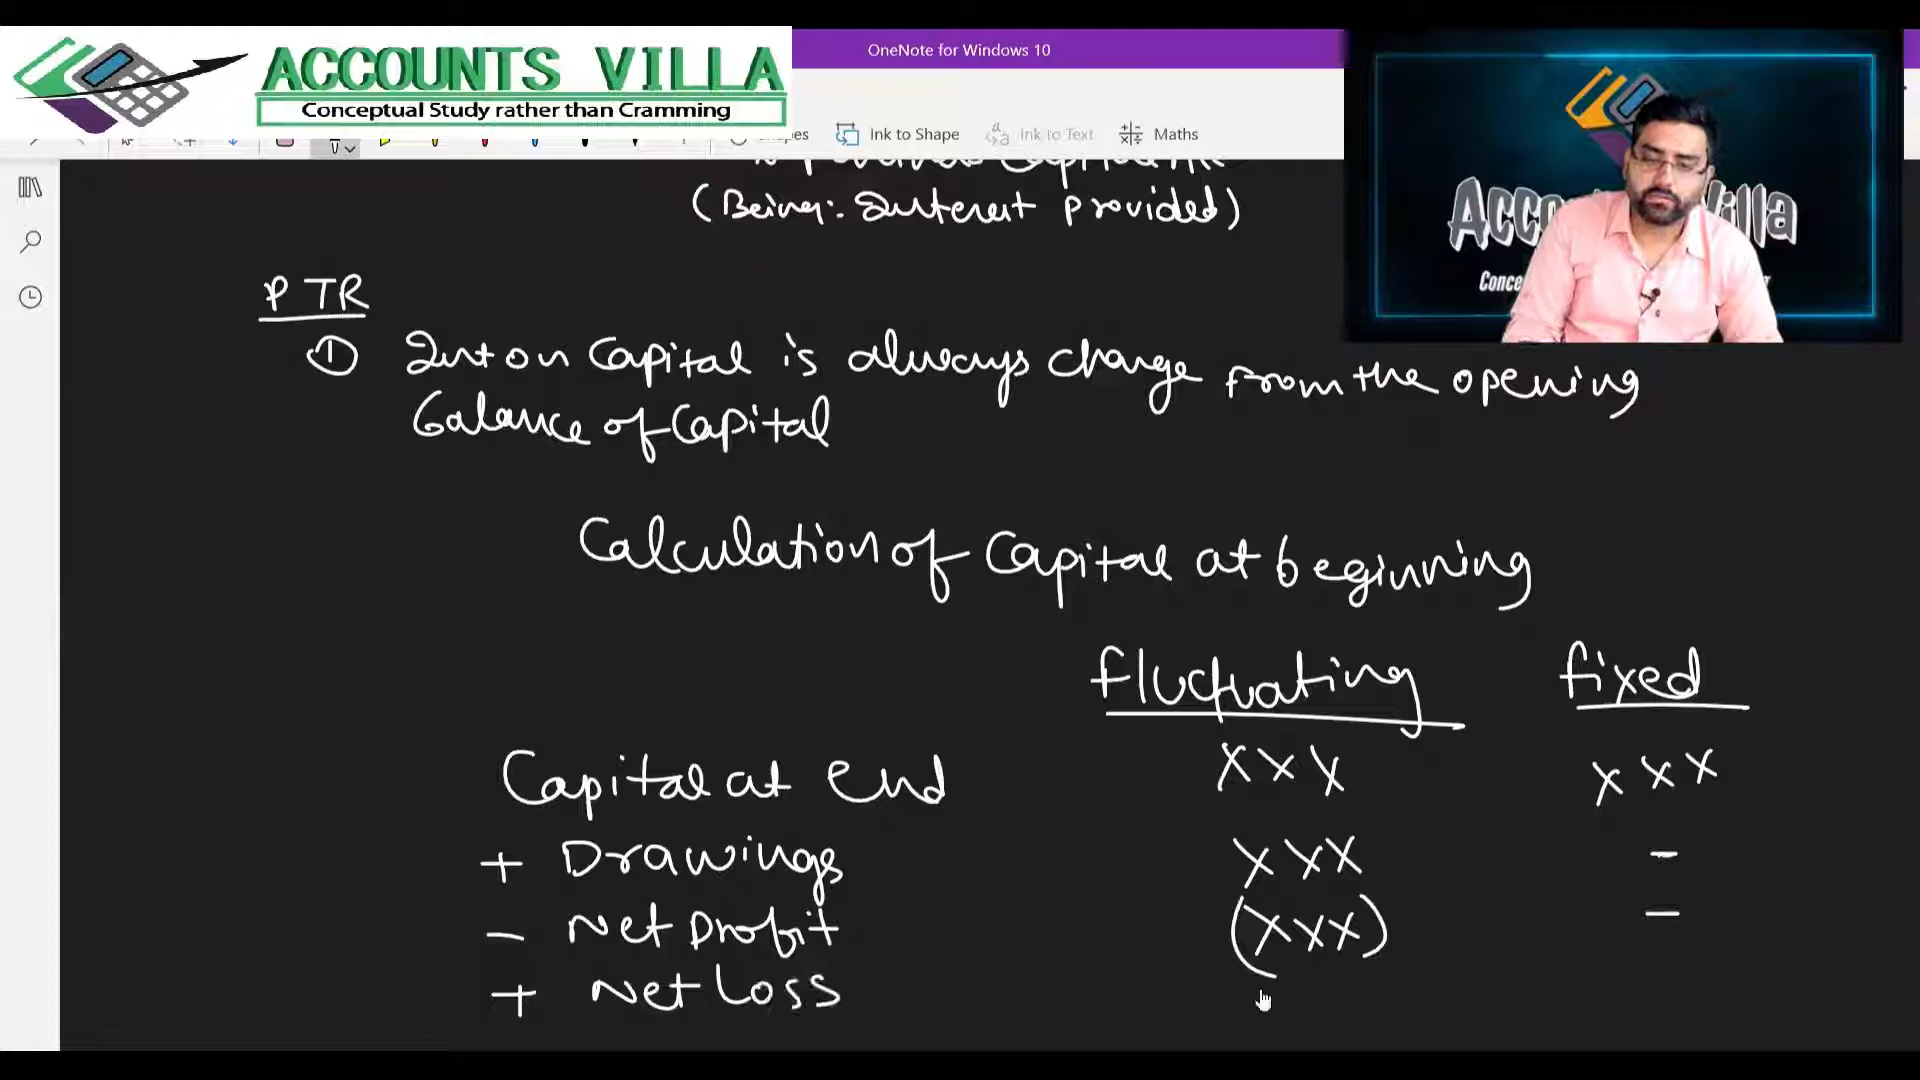 ACCOUNTS VILLA
Conceptual Study rather than Cramming
OneNote for Windows 10
Ink to Shape
Ink to Text
Maths
(Being:- Interest provided)
PTR
① Int on Capital is always change from the opening
balance of Capital
Calculation of Capital at beginning
fluctuating fixed
Capital at end XXX XXX
+ Drawings XXX -
- Net Profit (XXX) -
+ Net Loss